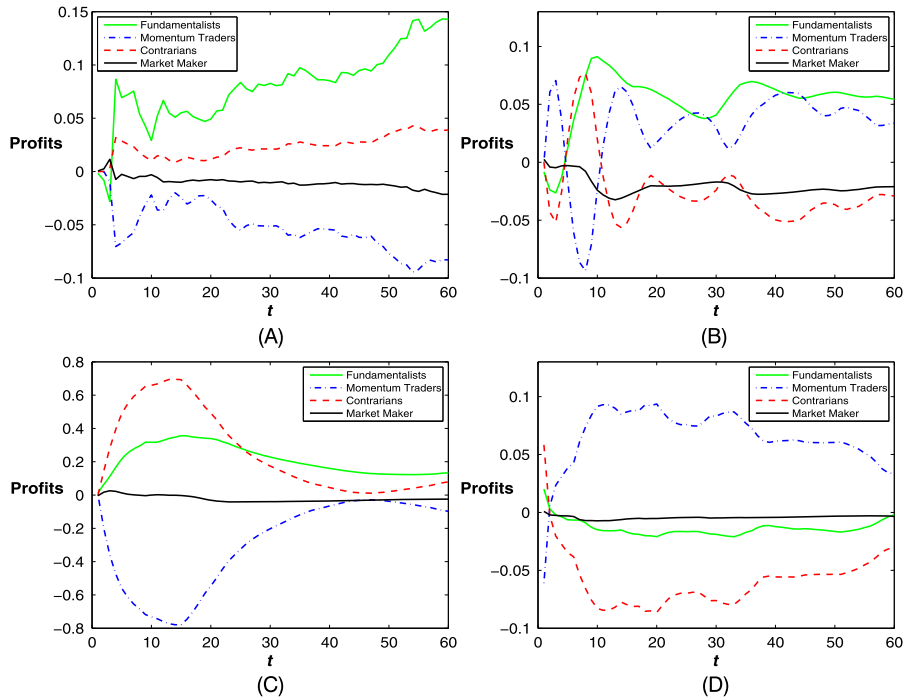 Fundamentalists
Momentum Traders
Contrarians
Market Maker
0.15
0.1
0.05
Profits
0
−0.05
−0.1
0 10 20 30 40 50 60
t
(A)
Fundamentalists
Momentum Traders
Contrarians
Market Maker
0.1
0.05
Profits
0
−0.05
−0.1
0 10 20 30 40 50 60
t
(B)
Fundamentalists
Momentum Traders
Contrarians
Market Maker
0.8
0.6
0.4
0.2
Profits
0
−0.2
−0.4
−0.6
−0.8
0 10 20 30 40 50 60
t
(C)
Fundamentalists
Momentum Traders
Contrarians
Market Maker
0.1
0.05
Profits
0
−0.05
−0.1
0 10 20 30 40 50 60
t
(D)